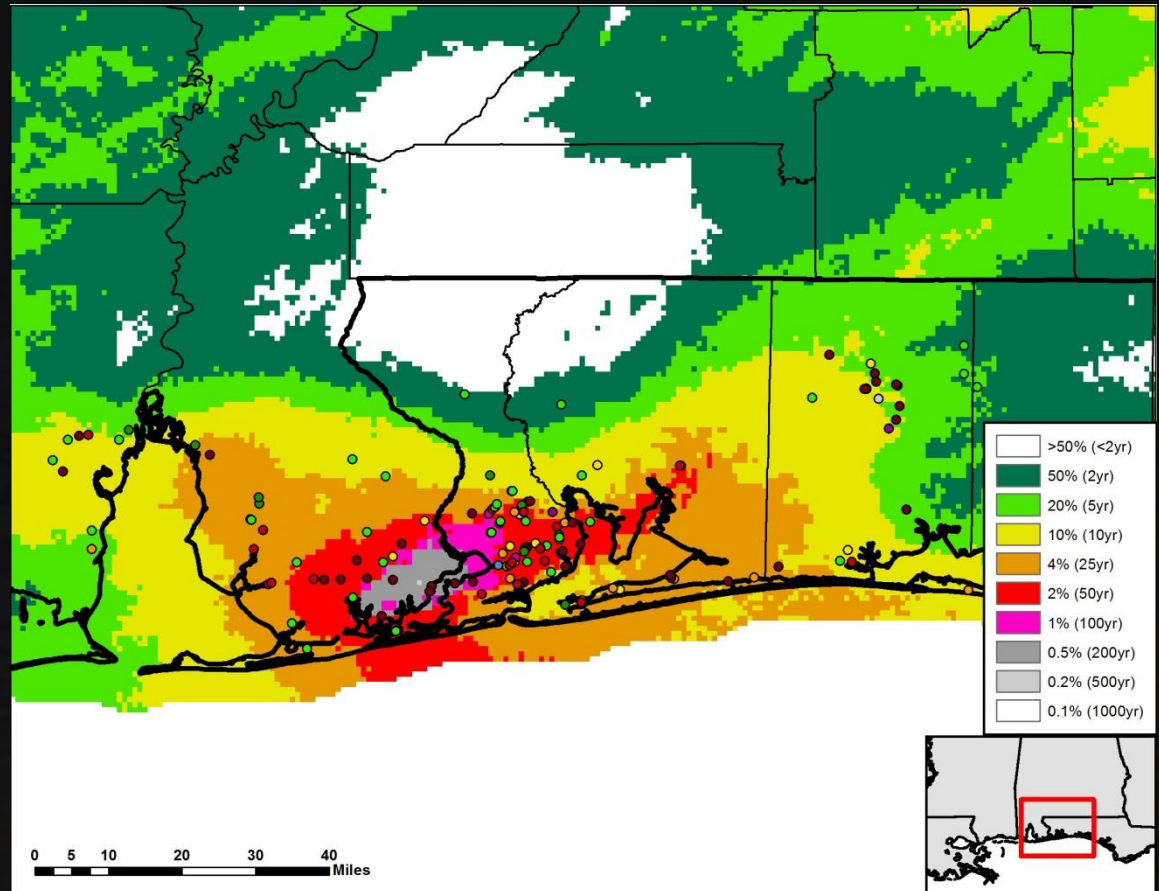 >50% (<2yr)
50% (2yr)
20% (5yr)
10% (10yr)
4% (25yr)
2% (50yr)
1% (100yr)
0.5% (200yr)
0.2% (500yr)
0.1% (1000yr)
0 5 10 20 30 40
Miles